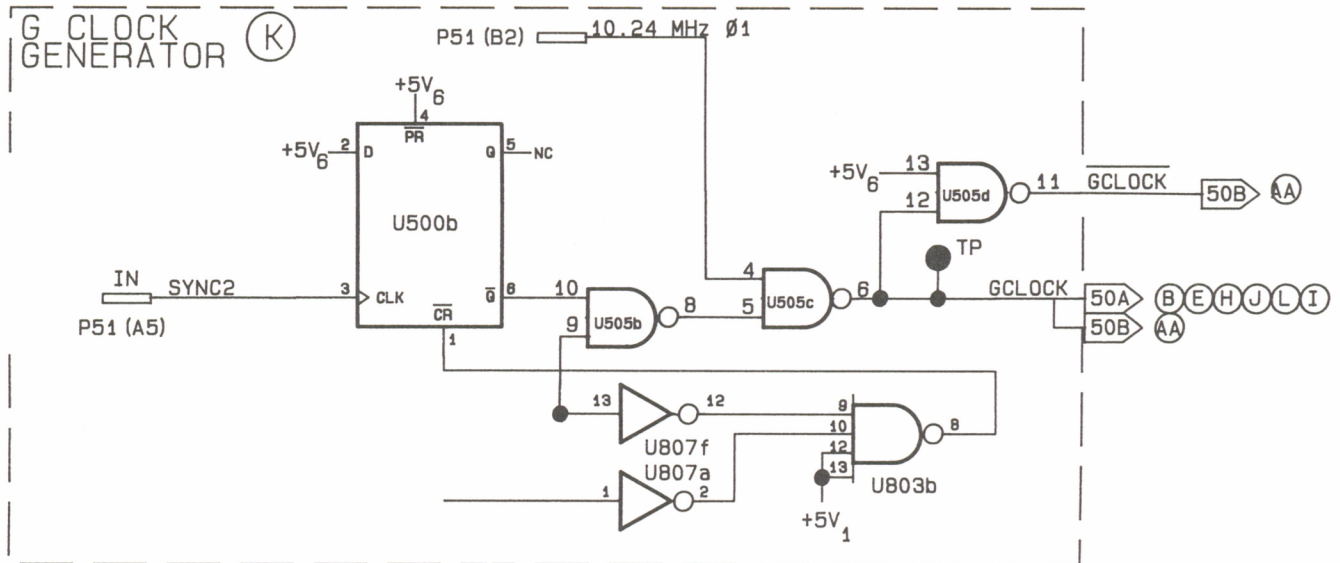 G CLOCK
GENERATOR
K
P51 (B2)
10.24 MHz Ø1
+5V6
4
PR
+5V6
2
D
Q
5
NC
U500b
+5V6
13
12
U505d
11
GCLOCK
50B
AA
TP
IN
SYNC2
P51 (A5)
3
CLK
Q
6
CR
1
10
9
U505b
8
4
5
U505c
6
GCLOCK
50A
B E H J L I
50B
AA
13
12
U807f
U807a
1
2
9
10
12
13
8
U803b
+5V1